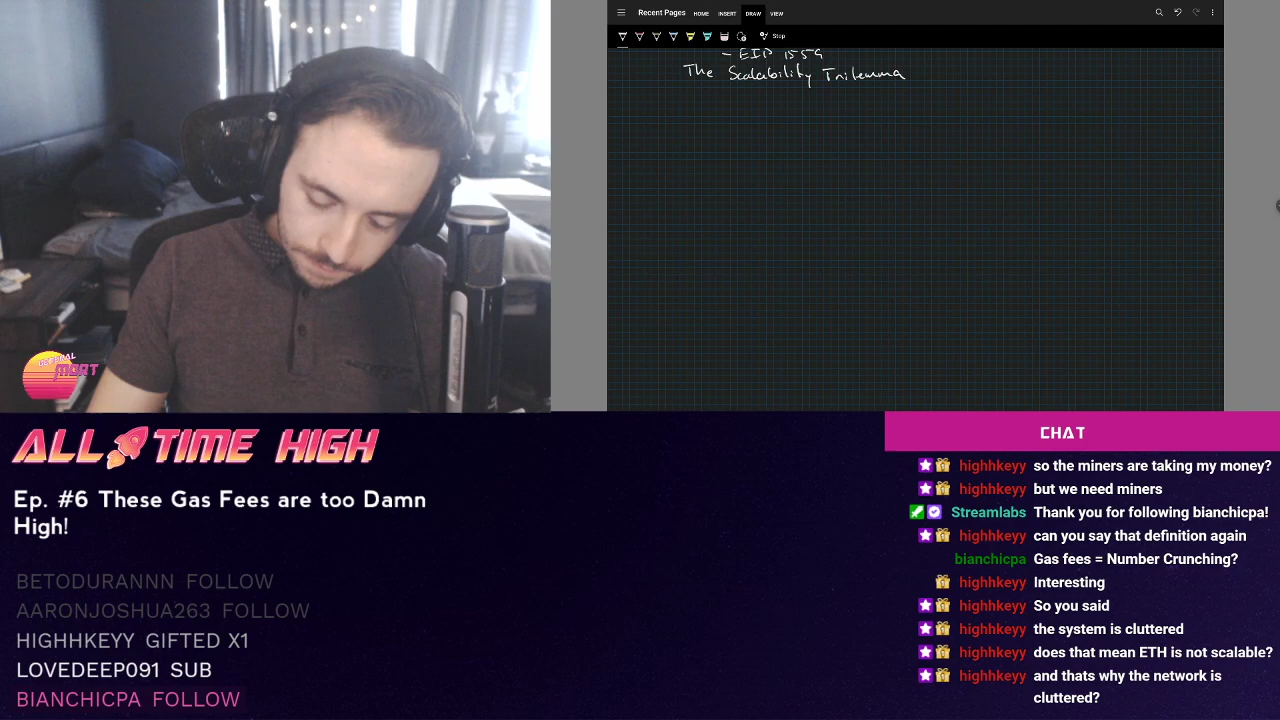 Recent Pages HOME INSERT DRAW VIEW
Stop
- EIP 1559
The Scalability Trilemma
MORT
ALL TIME HIGH
Ep. #6 These Gas Fees are too Damn
High!
BETODURANNN FOLLOW
AARONJOSHUA263 FOLLOW
HIGHHKEYY GIFTED X1
LOVEDEEP091 SUB
BIANCHICPA FOLLOW
CHAT
highhkeyy so the miners are taking my money?
highhkeyy but we need miners
Streamlabs Thank you for following bianchicpa!
highhkeyy can you say that definition again
bianchicpa Gas fees = Number Crunching?
highhkeyy Interesting
highhkeyy So you said
highhkeyy the system is cluttered
highhkeyy does that mean ETH is not scalable?
highhkeyy and thats why the network is
cluttered?